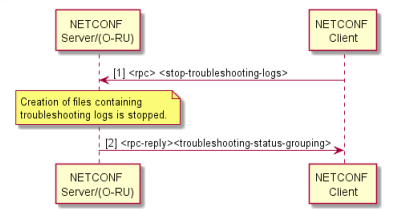 NETCONF
Server/(O-RU)
NETCONF
Client
[1] <rpc> <stop-troubleshooting-logs>
Creation of files containing
troubleshooting logs is stopped.
[2] <rpc-reply><troubleshooting-status-grouping>
NETCONF
Server/(O-RU)
NETCONF
Client